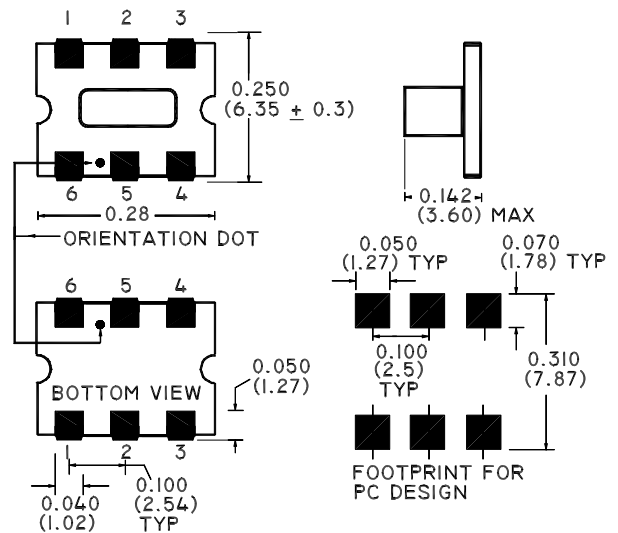 1 2 3
0.250
(6.35 ± 0.3)
6 5 4
0.28
ORIENTATION DOT
0.142
(3.60) MAX
0.050
(1.27) TYP
0.070
(1.78) TYP
0.100
(2.5)
TYP
0.310
(7.87)
FOOTPRINT FOR
PC DESIGN
6 5 4
BOTTOM VIEW
0.050
(1.27)
1 2 3
0.040
(1.02)
0.100
(2.54)
TYP